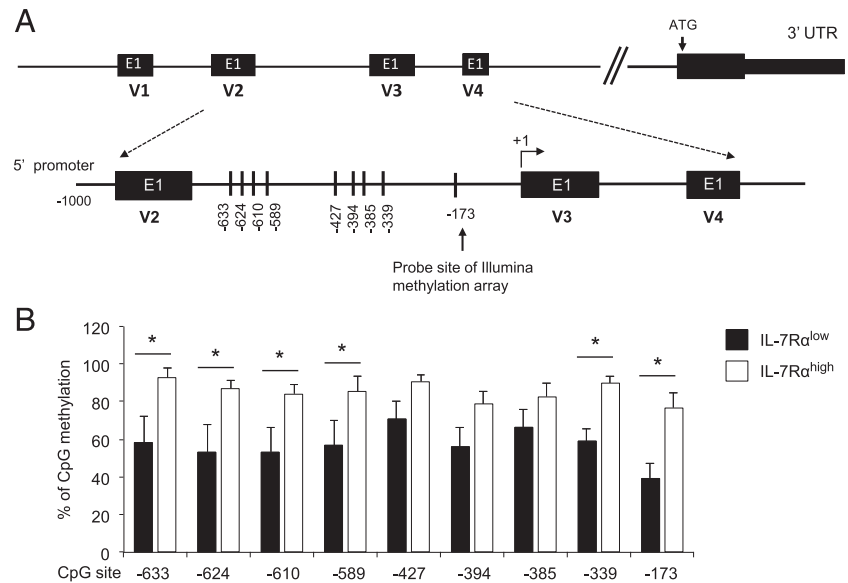 A
ATG
3' UTR
E1 E1 E1 E1
V1 V2 V3 V4
+1
5' promoter
E1 E1 E1
-1000
V2 V3 V4
-633 -624 -610 -589 -427 -394 -385 -339 -173
Probe site of Illumina
methylation array
B
% of CpG methylation
120
100
80
60
40
20
0
* * * * * *
IL-7Rα^low
IL-7Rα^high
CpG site -633 -624 -610 -589 -427 -394 -385 -339 -173